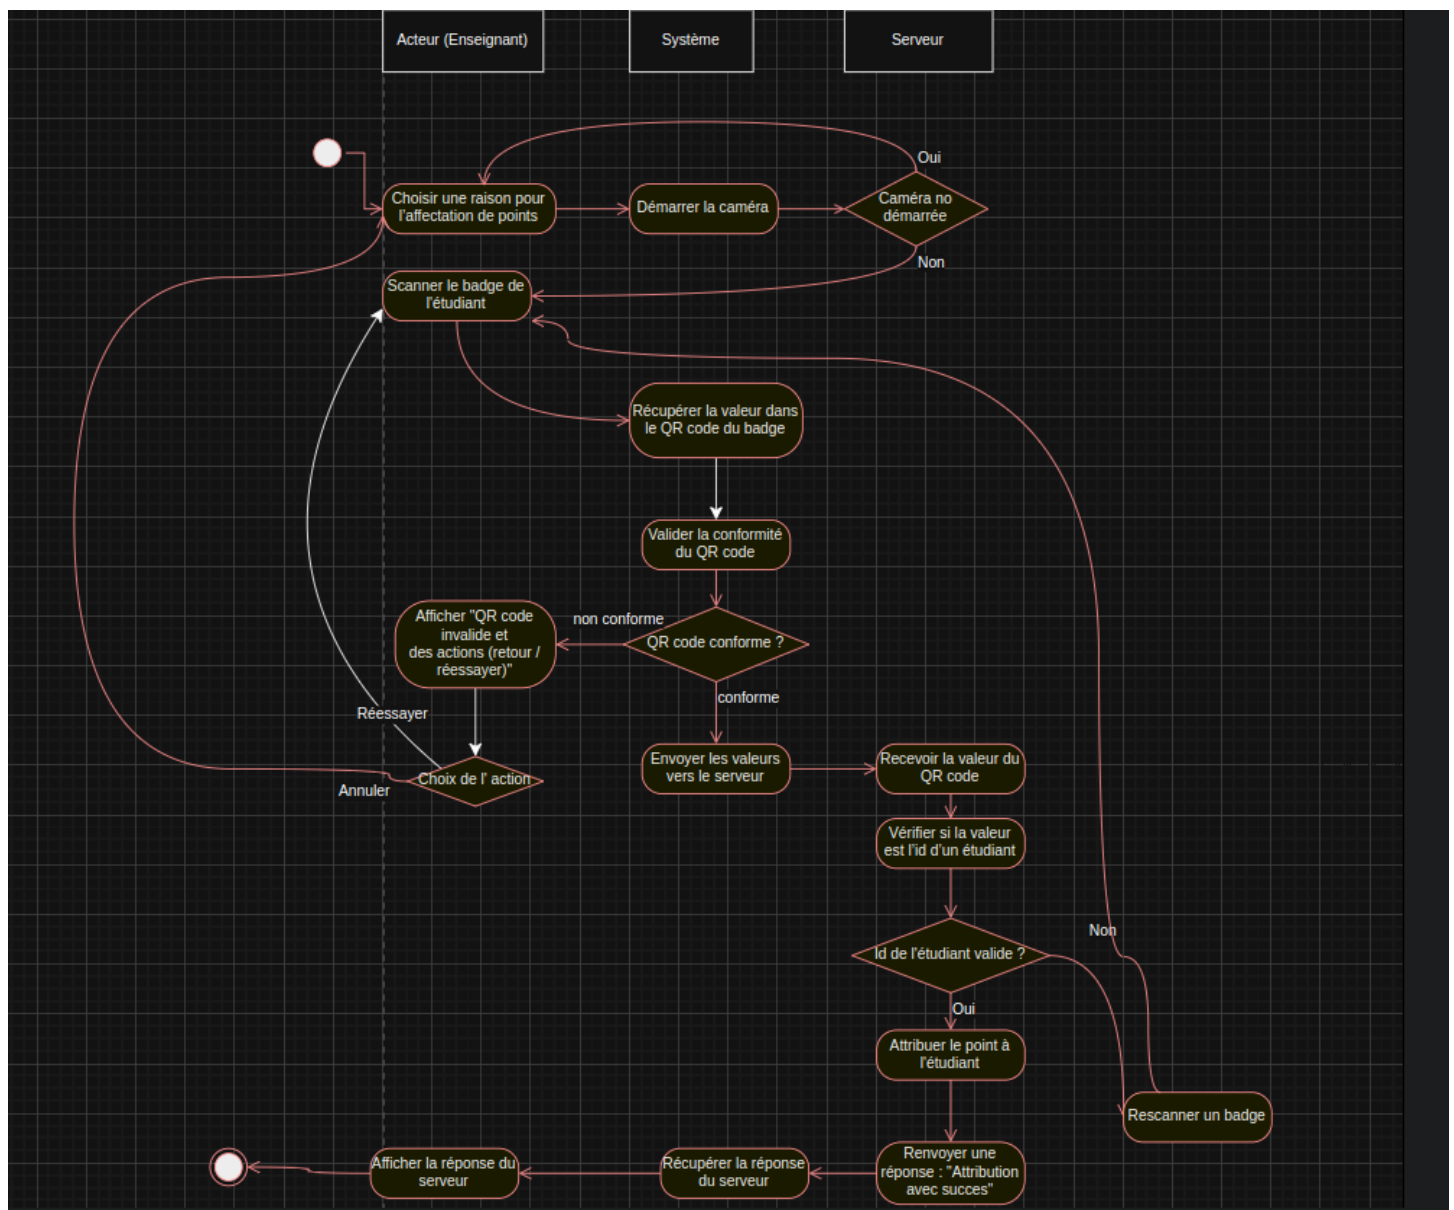 Acteur (Enseignant)
Système
Serveur
Oui
Choisir une raison pour
l'affectation de points
Démarrer la caméra
Caméra no
démarrée
Non
Scanner le badge de
l'étudiant
Récupérer la valeur dans
le QR code du badge
Valider la conformité
du QR code
Afficher "QR code
invalide et
des actions (retour /
réessayer)"
non conforme
QR code conforme ?
conforme
Réessayer
Choix de l' action
Annuler
Envoyer les valeurs
vers le serveur
Recevoir la valeur du
QR code
Vérifier si la valeur
est l'id d'un étudiant
Non
Id de l'étudiant valide ?
Oui
Attribuer le point à
l'étudiant
Rescanner un badge
Afficher la réponse du
serveur
Récupérer la réponse
du serveur
Renvoyer une
réponse : "Attribution
avec succes"